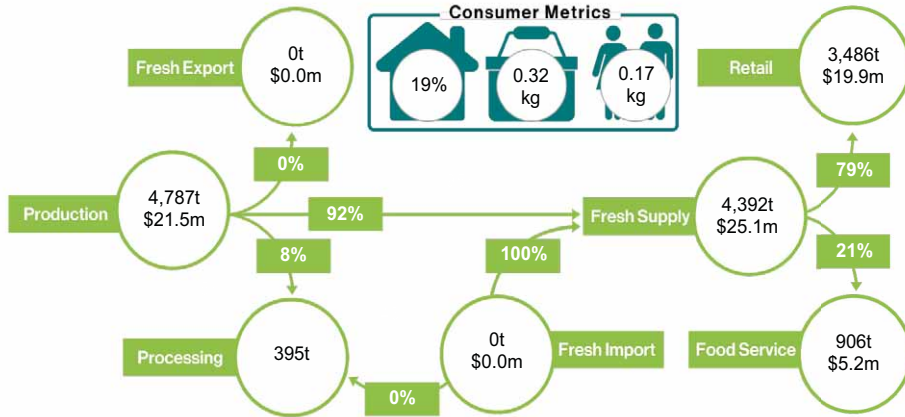 Consumer Metrics
Fresh Export
0t
$0.0m
19%
0.32
kg
0.17
kg
Retail
3,486t
$19.9m
0%
79%
Production
4,787t
$21.5m
92%
Fresh Supply
4,392t
$25.1m
8%
100%
21%
Processing
395t
0t
$0.0m
Fresh Import
Food Service
906t
$5.2m
0%